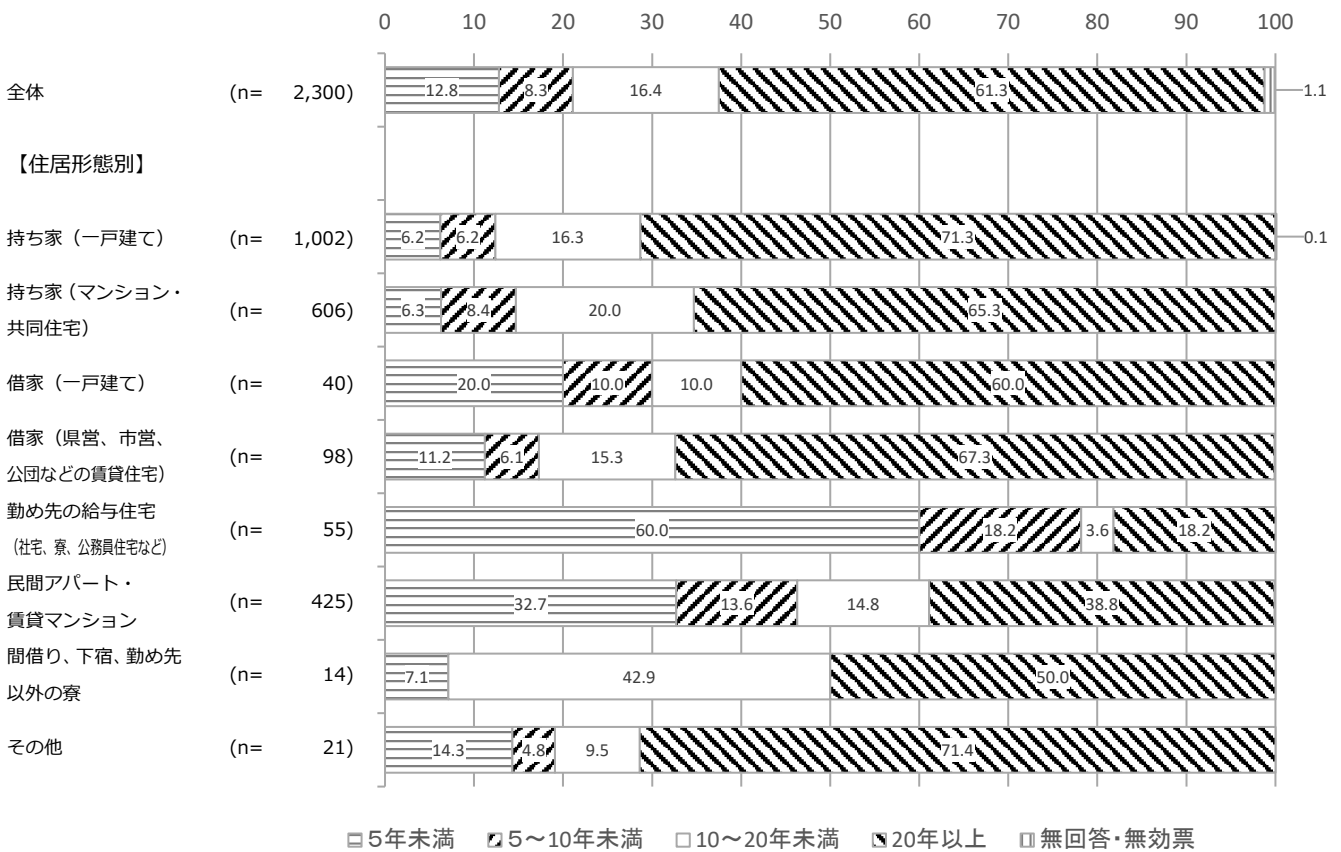 0 10 20 30 40 50 60 70 80 90 100
全体 (n= 2,300) 12.8 8.3 16.4 61.3 1.1
【住居形態別】
持ち家（一戸建て） (n= 1,002) 6.2 6.2 16.3 71.3 0.1
持ち家（マンション・
共同住宅） (n= 606) 6.3 8.4 20.0 65.3
借家（一戸建て） (n= 40) 20.0 10.0 10.0 60.0
借家（県営、市営、
公団などの賃貸住宅） (n= 98) 11.2 6.1 15.3 67.3
勤め先の給与住宅
（社宅、寮、公務員住宅など） (n= 55) 60.0 18.2 3.6 18.2
民間アパート・
賃貸マンション (n= 425) 32.7 13.6 14.8 38.8
間借り、下宿、勤め先
以外の寮 (n= 14) 7.1 42.9 50.0
その他 (n= 21) 14.3 4.8 9.5 71.4
５年未満 ５～10年未満 10～20年未満 20年以上 無回答・無効票